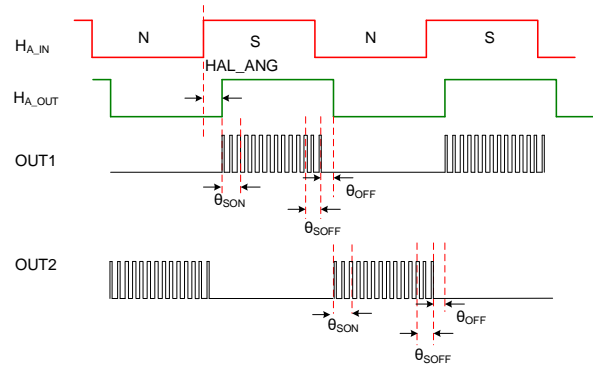 N S N S
H_A_IN
HAL_ANG
H_A_OUT
OUT1
θ_SON θ_OFF
θ_SOFF
OUT2
θ_SON θ_OFF
θ_SOFF